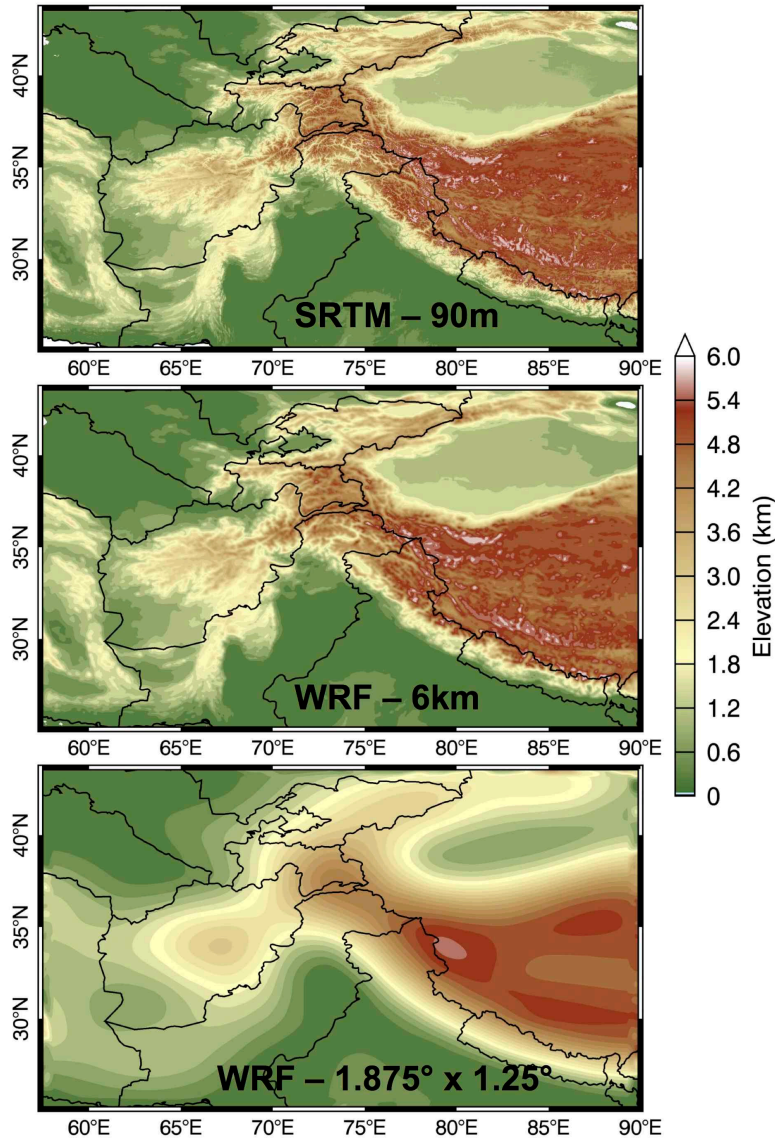 40°N
35°N
30°N
SRTM – 90m
60°E 65°E 70°E 75°E 80°E 85°E 90°E
40°N
35°N
30°N
WRF – 6km
60°E 65°E 70°E 75°E 80°E 85°E 90°E
40°N
35°N
30°N
WRF – 1.875° x 1.25°
60°E 65°E 70°E 75°E 80°E 85°E 90°E
6.0
5.4
4.8
4.2
3.6
3.0
2.4
1.8
1.2
0.6
0
Elevation (km)